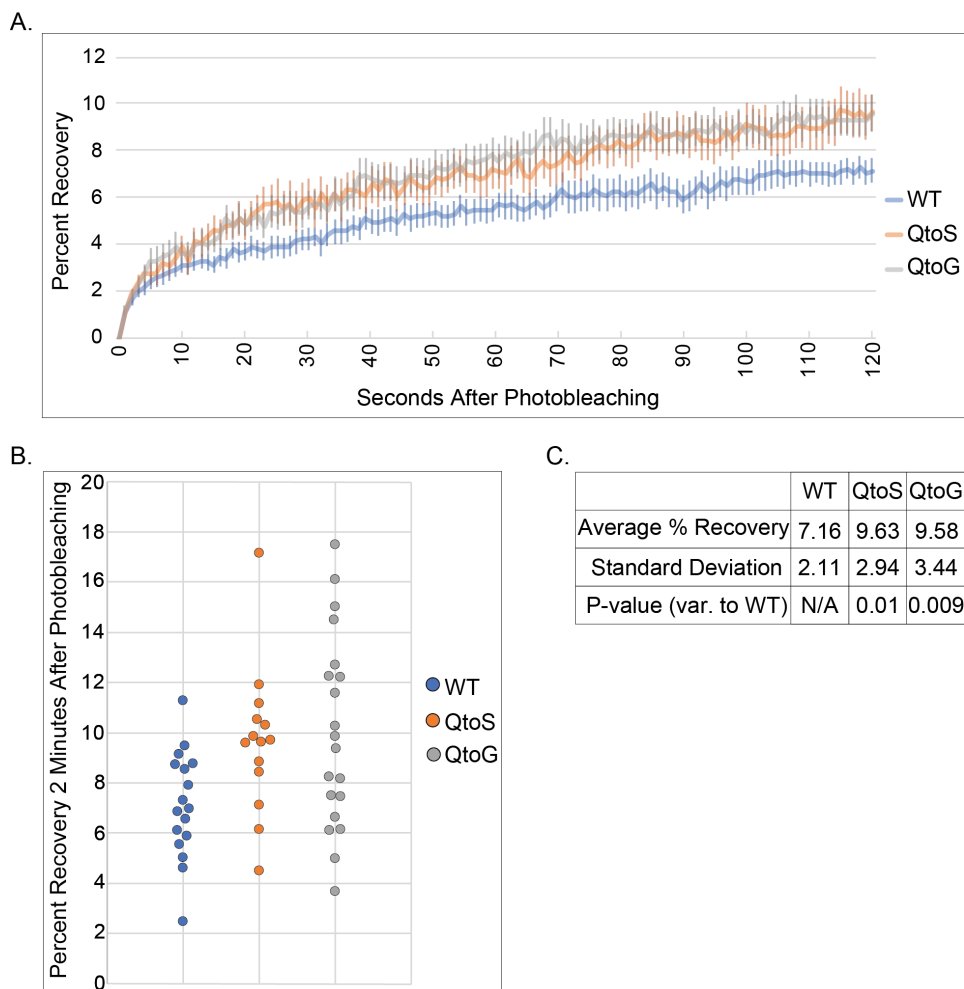 A.
Percent Recovery
12
10
8
6
4
2
0
0 10 20 30 40 50 60 70 80 90 100 110 120
Seconds After Photobleaching
WT
QtoS
QtoG
B.
Percent Recovery 2 Minutes After Photobleaching
20
18
16
14
12
10
8
6
4
2
0
WT
QtoS
QtoG
C.
WT QtoS QtoG
Average % Recovery 7.16 9.63 9.58
Standard Deviation 2.11 2.94 3.44
P-value (var. to WT) N/A 0.01 0.009